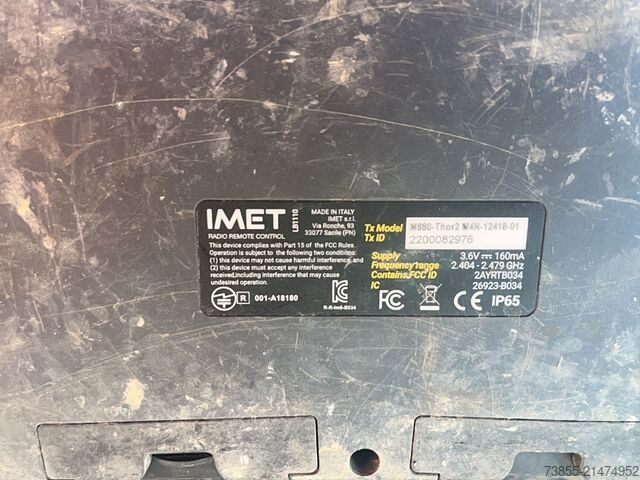 IMET
RADIO REMOTE CONTROL
LB1110
MADE IN ITALY
IMET s.r.l.
Via Ronche, 93
33077 Sacile (PN)
This device complies with Part 15 of the FCC Rules.
Operation is subject to the following two conditions:
(1) this device may not cause harmful interference, and
(2) this device must accept any interference
received, including interference that may cause
undesired operation.
R 001-A18180
R-R-Im8-B034
Tx Model M880-Thor2 M4N-12418-01
Tx ID 2200082976
Supply 3.6V 160mA
Frequency range 2.404 - 2.479 GHz
Contains FCC ID 2AYRTB034
IC 26923-B034
FC CE IP65
73855-21474952